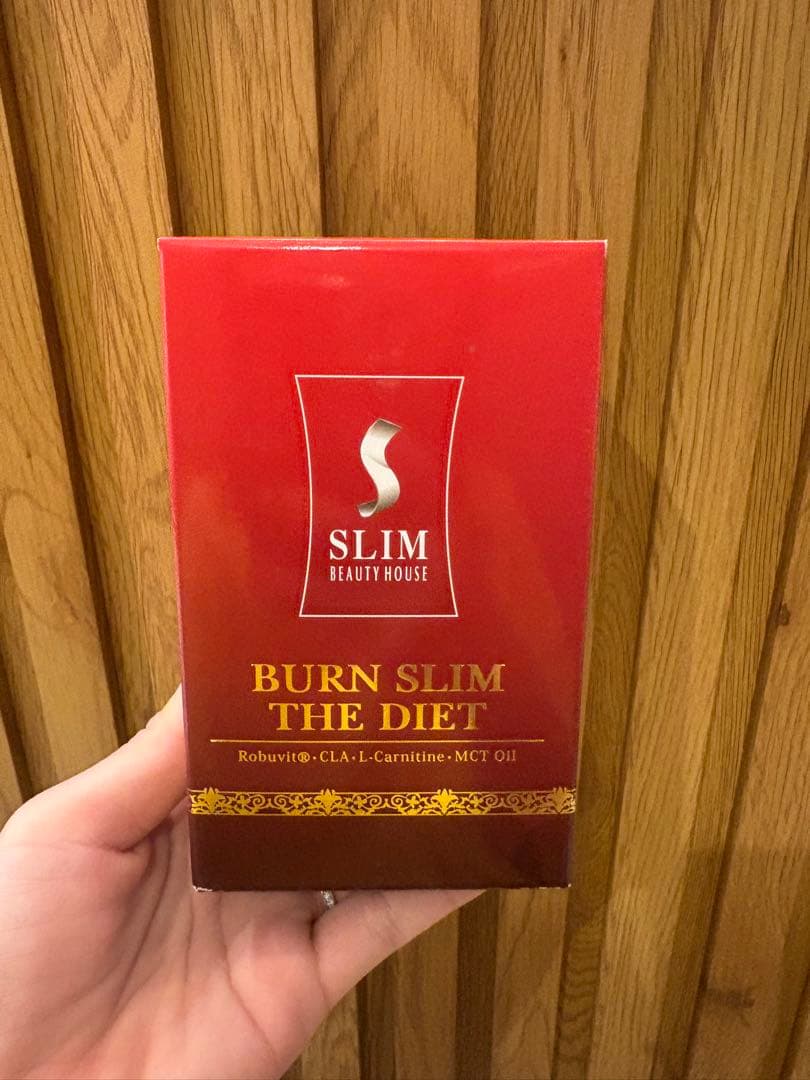 SLIM
BEAUTY HOUSE
BURN SLIM
THE DIET
Robuvit®・CLA・L-Carnitine・MCT OIl